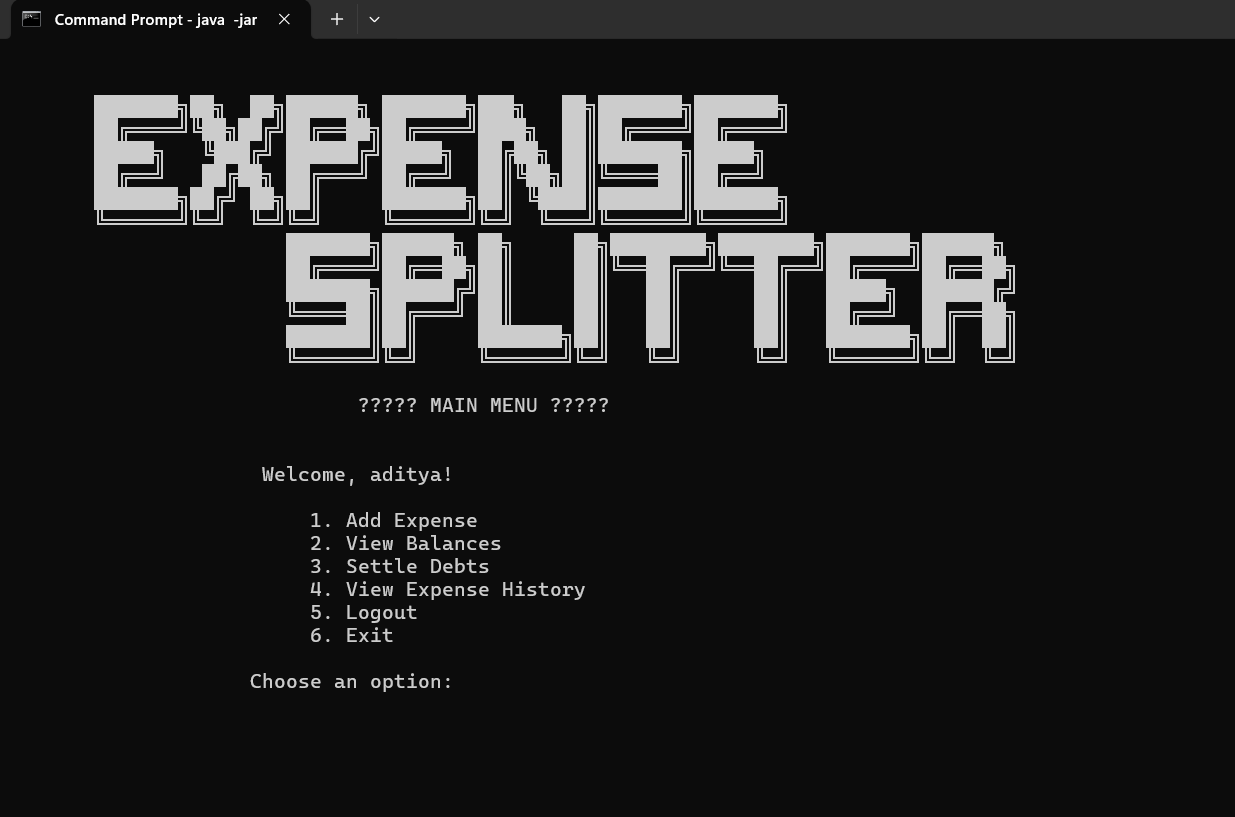 Command Prompt - java -jar
EXPENSE
SPLITTER
????? MAIN MENU ?????
Welcome, aditya!
1. Add Expense
2. View Balances
3. Settle Debts
4. View Expense History
5. Logout
6. Exit
Choose an option: